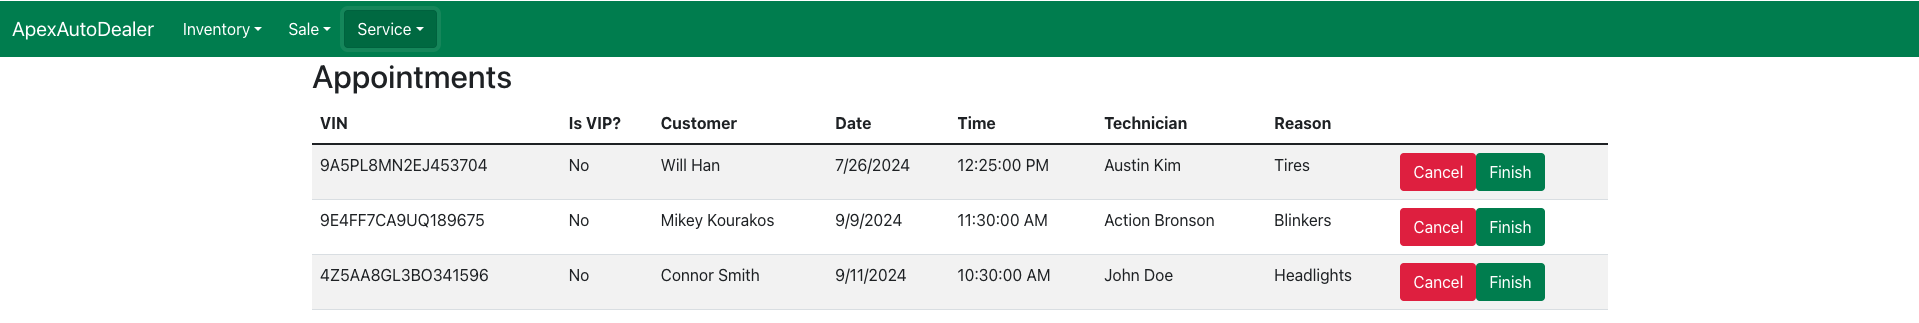 ApexAutoDealer Inventory Sale Service
Appointments
VIN Is VIP? Customer Date Time Technician Reason
9A5PL8MN2EJ453704 No Will Han 7/26/2024 12:25:00 PM Austin Kim Tires Cancel Finish
9E4FF7CA9UQ189675 No Mikey Kourakos 9/9/2024 11:30:00 AM Action Bronson Blinkers Cancel Finish
4Z5AA8GL3BO341596 No Connor Smith 9/11/2024 10:30:00 AM John Doe Headlights Cancel Finish